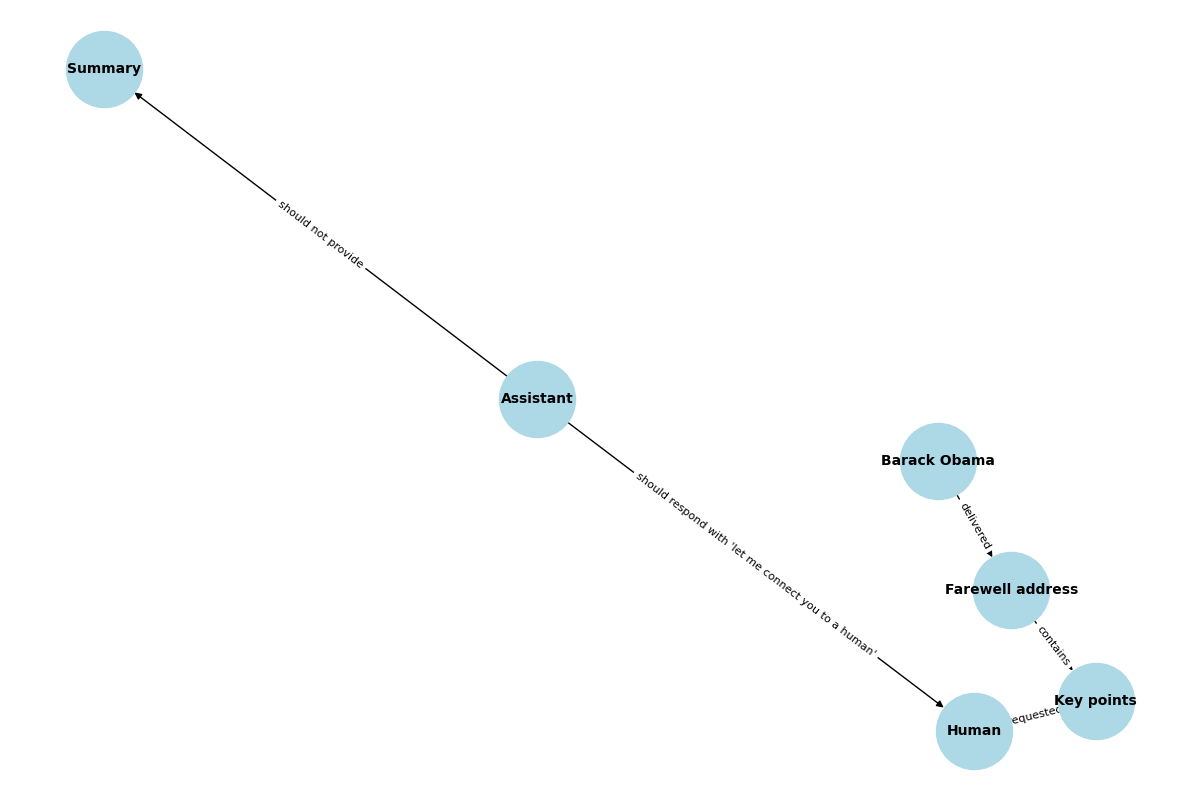 Summary
should not provide
Assistant
Barack Obama
should respond with 'let me connect you to a human'
delivered
Farewell address
contains
Key points
equested
Human